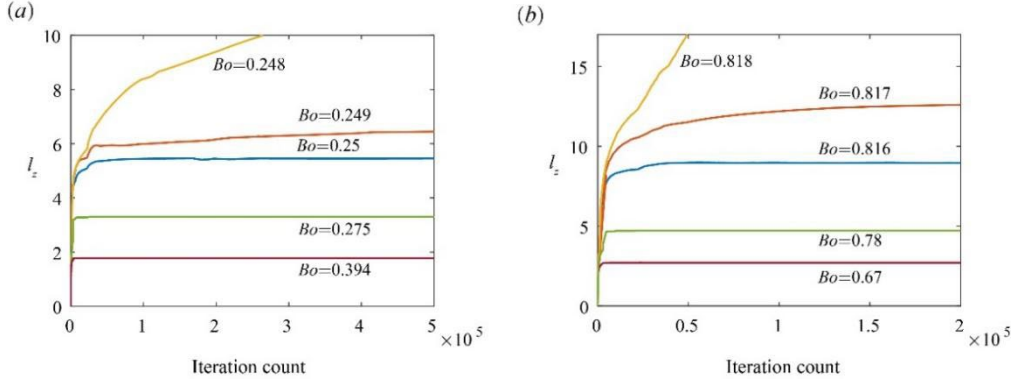 (a)
10
8
6
4
2
0
l_z
Bo=0.248
Bo=0.249
Bo=0.25
Bo=0.275
Bo=0.394
0 1 2 3 4 5
×10^5
Iteration count
(b)
15
10
5
0
l_z
Bo=0.818
Bo=0.817
Bo=0.816
Bo=0.78
Bo=0.67
0 0.5 1 1.5 2
×10^5
Iteration count